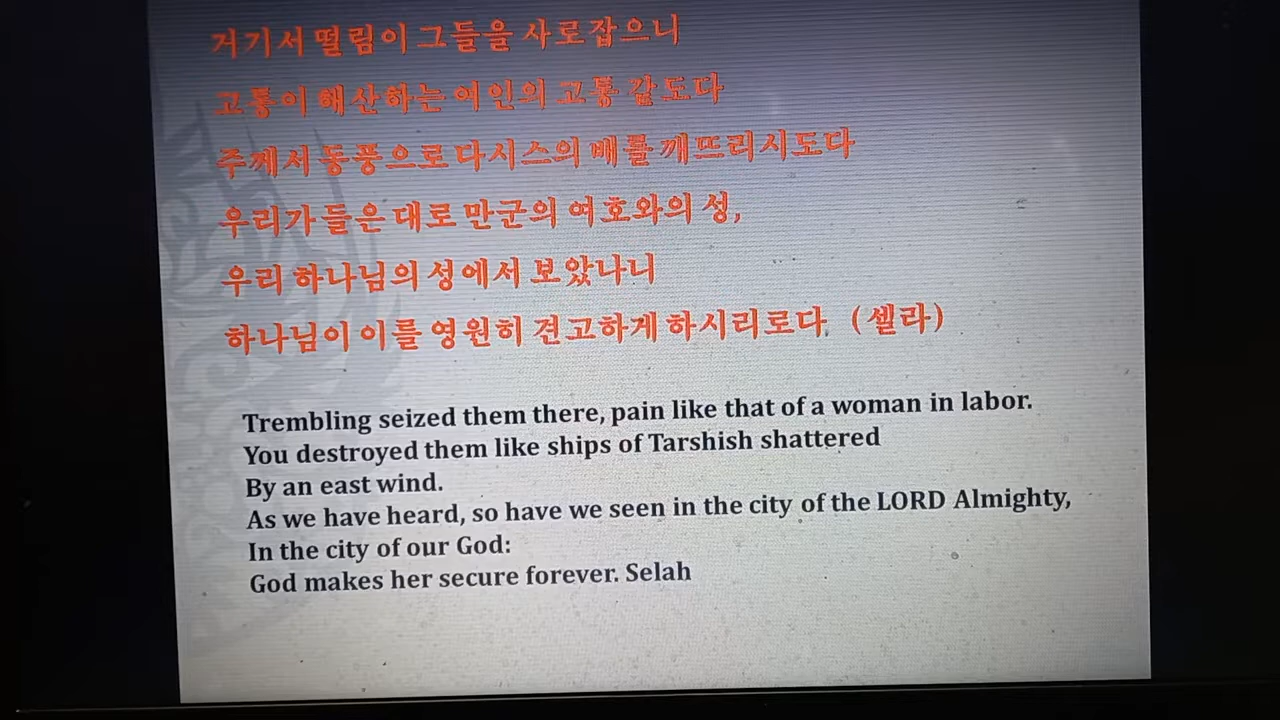 거기서 떨림이 그들을 사로잡으니
고통이 해산하는 여인의 고통 같도다
주께서 동풍으로 다시스의 배를 깨뜨리시도다
우리가 들은 대로 만군의 여호와의 성,
우리 하나님의 성에서 보았나니
하나님이 이를 영원히 견고하게 하시리로다. (셀라)
Trembling seized them there, pain like that of a woman in labor.
You destroyed them like ships of Tarshish shattered
By an east wind.
As we have heard, so have we seen in the city of the LORD Almighty,
In the city of our God:
God makes her secure forever. Selah